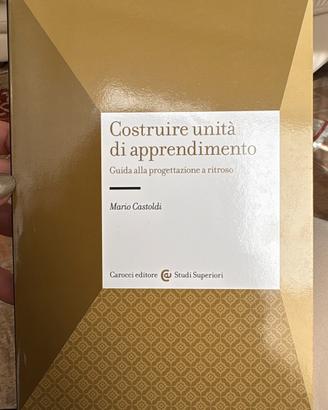 Costruire unità
di apprendimento
Guida alla progettazione a ritroso
Mario Castoldi
Carocci editore Studi Superiori